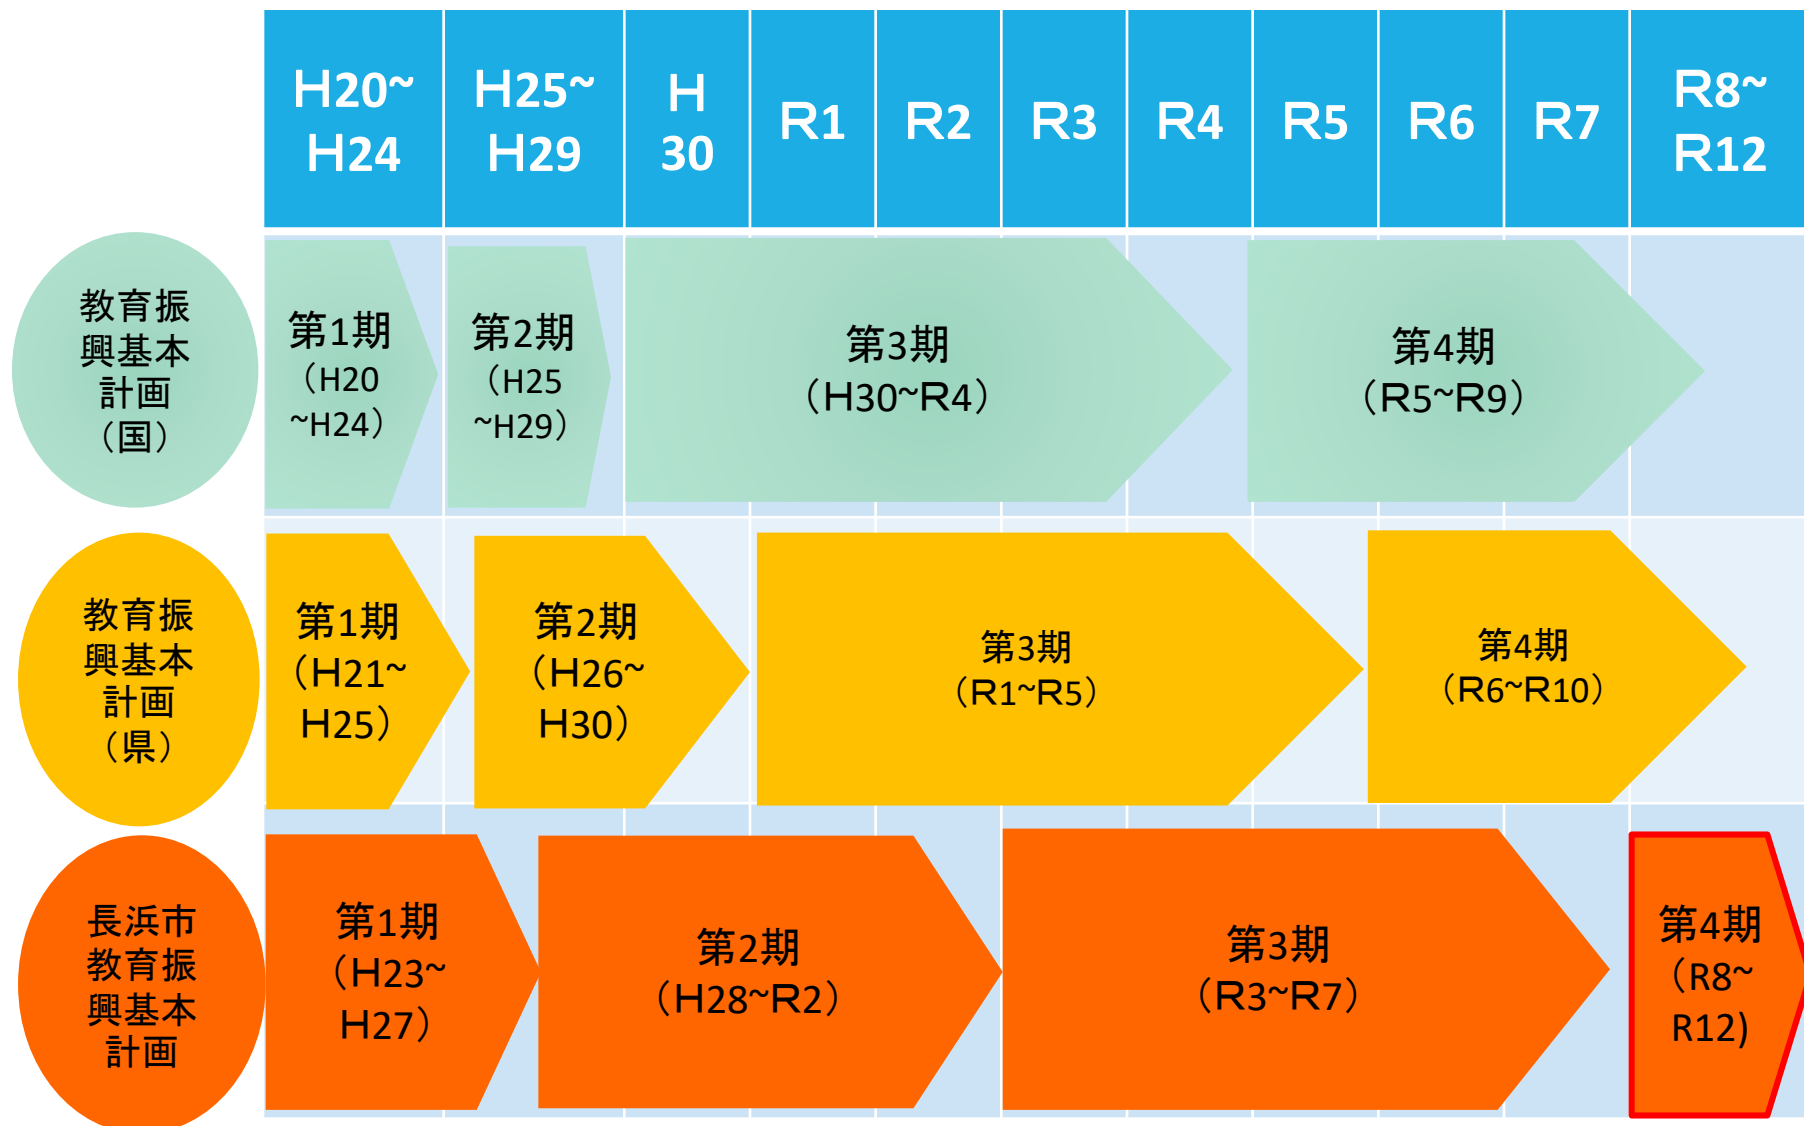 H20~
H24
H25~
H29
H
30
R1
R2
R3
R4
R5
R6
R7
R8~
R12
教育振
興基本
計画
（国）
第1期
（H20
~H24）
第2期
（H25
~H29）
第3期
（H30~R4）
第4期
（R5~R9）
教育振
興基本
計画
（県）
第1期
（H21~
H25）
第2期
（H26~
H30）
第3期
（R1~R5）
第4期
（R6~R10）
長浜市
教育振
興基本
計画
第1期
（H23~
H27）
第2期
（H28~R2）
第3期
（R3~R7）
第4期
（R8~
R12)